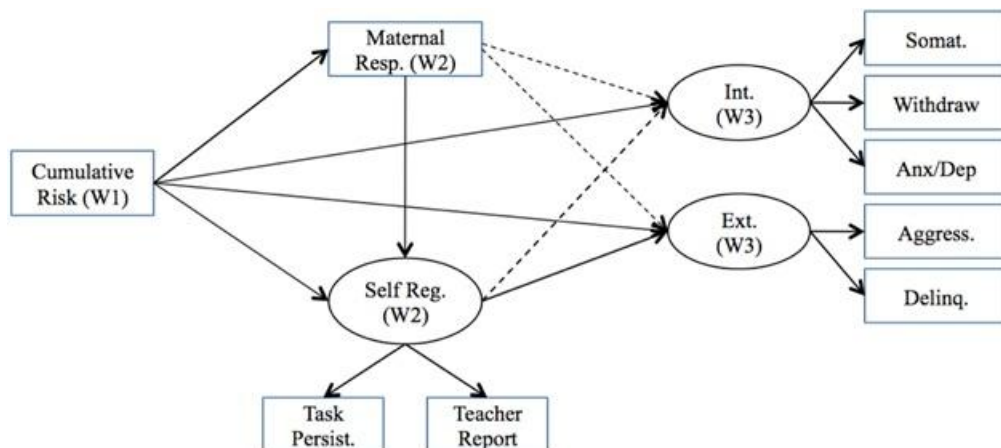 Maternal
Resp. (W2)
Somat.
Int.
(W3)
Withdraw
Cumulative
Risk (W1)
Anx/Dep
Ext.
(W3)
Aggress.
Self Reg.
(W2)
Delinq.
Task
Persist.
Teacher
Report